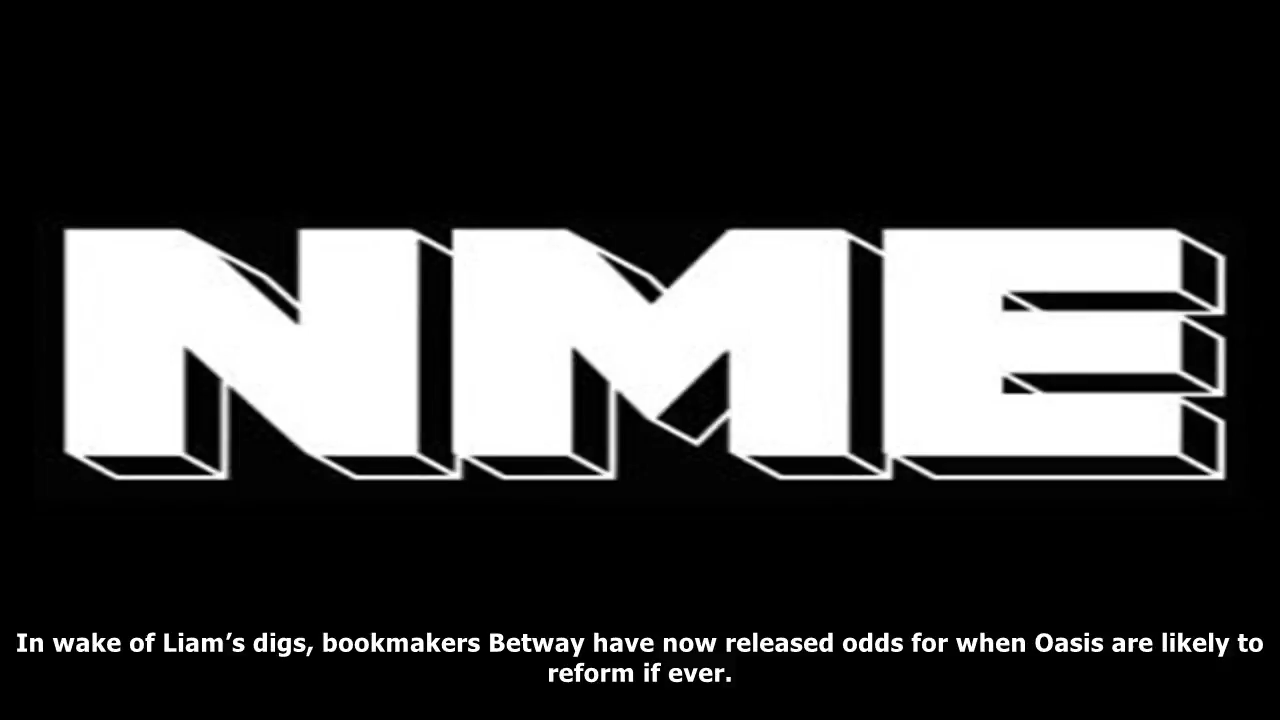 NME
In wake of Liam’s digs, bookmakers Betway have now released odds for when Oasis are likely to
reform if ever.